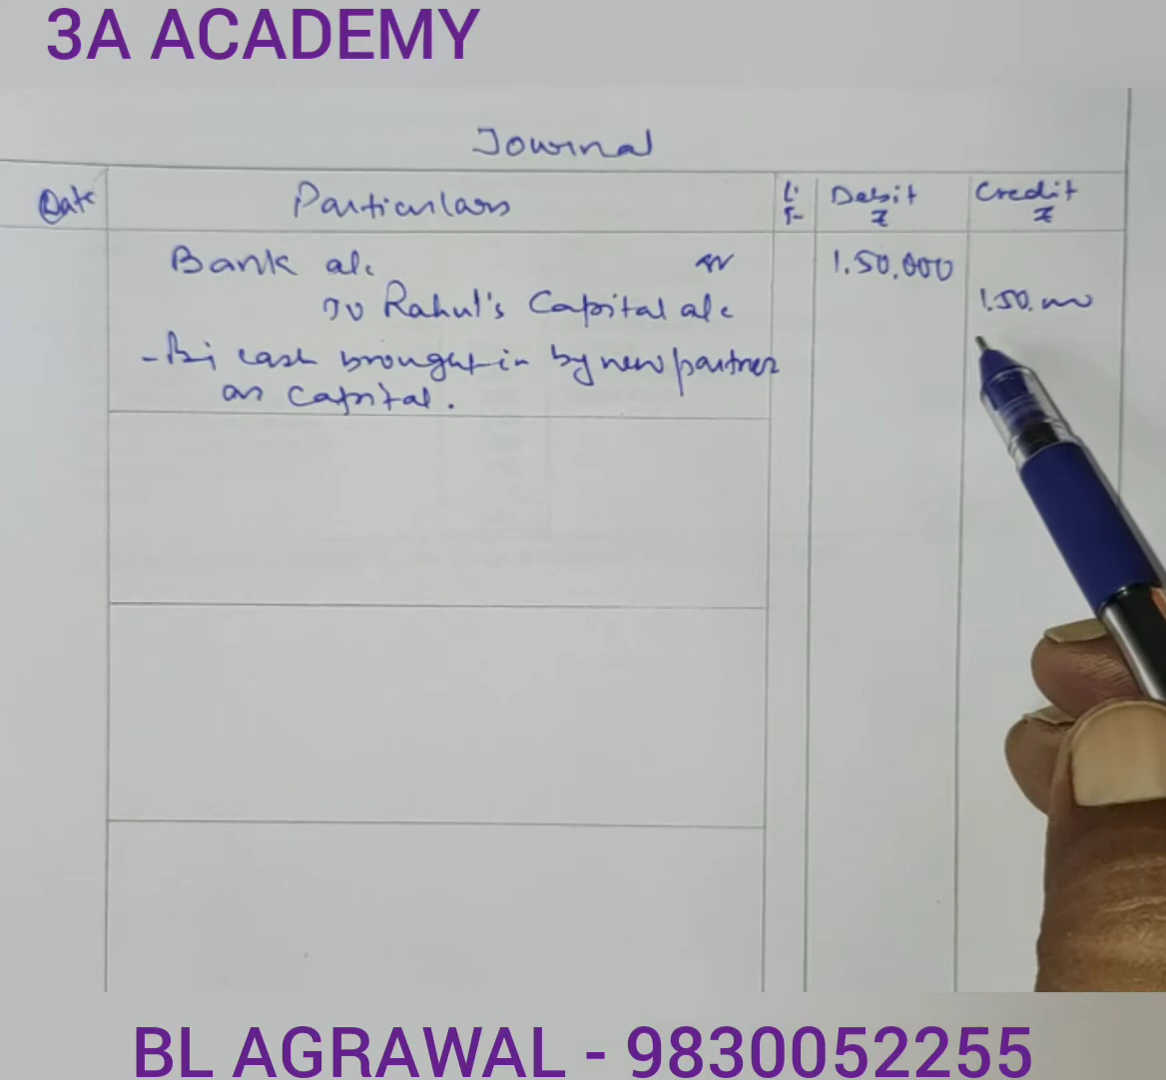 3A ACADEMY
Journal
Date Particulars L. F. Debit ₹ Credit ₹
Bank a/c Dr 1,50,000
To Rahul's Capital a/c 1,50,000
- cash brought in by new partner
as Capital.
BL AGRAWAL - 9830052255